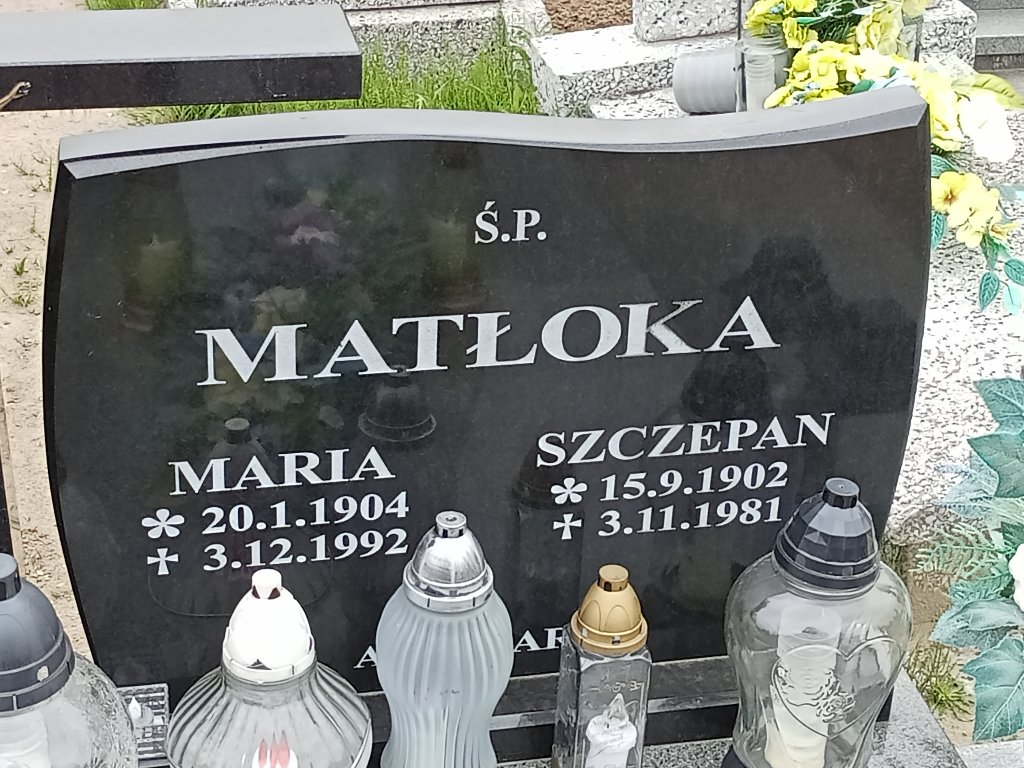 Ś.P.
MATŁOKA
MARIA
* 20.1.1904
† 3.12.1992
SZCZEPAN
* 15.9.1902
† 3.11.1981